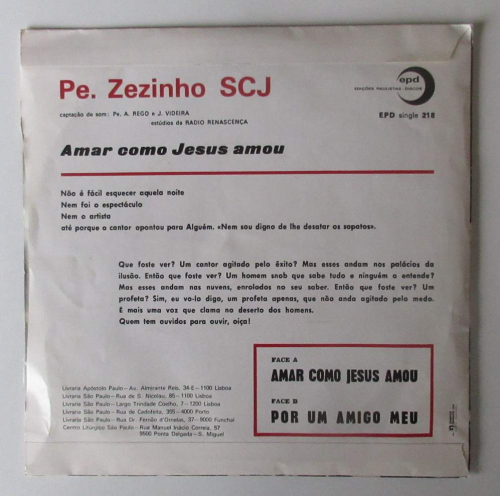 Pe. Zezinho SCJ
epd
EDIÇÕES PAULISTAS DISCOS
captação de som: Pe. A. REGO e J. VIDEIRA
estúdios da RADIO RENASCENÇA
EPD single 218
Amar como Jesus amou
Não é fácil esquecer aquela noite
Nem foi o espectáculo
Nem o artista
até porque o cantor apontou para Alguém. «Nem sou digno de lhe desatar os sapatos».
Que foste ver? Um cantor agitado pelo êxito? Mas esses andam nos palácios da
ilusão. Então que foste ver? Um homem snob que sabe tudo e ninguém o entende?
Mas esses andam nas nuvens, enrolados no seu saber. Então que foste ver? Um
profeta? Sim, eu vo-lo digo, um profeta apenas, que não anda agitado pelo medo.
É mais uma voz que clama no deserto dos homens.
Quem tem ouvidos para ouvir, oiça!
FACE A
AMAR COMO JESUS AMOU
FACE B
POR UM AMIGO MEU
Livraria Apóstolo Paulo – Av. Almirante Reis, 34-E – 1100 Lisboa
Livraria São Paulo – Rua de S. Nicolau, 85 – 1100 Lisboa
Livraria São Paulo – Largo Trindade Coelho, 7 – 1200 Lisboa
Livraria São Paulo – Rua de Cedofeita, 355 – 4000 Porto
Livraria São Paulo – Rua Dr. Fernão d'Ornelas, 33 – 9000 Funchal
Centro Litúrgico São Paulo – Rua Manuel Inácio Correia, 57
9500 Ponta Delgada – S. Miguel